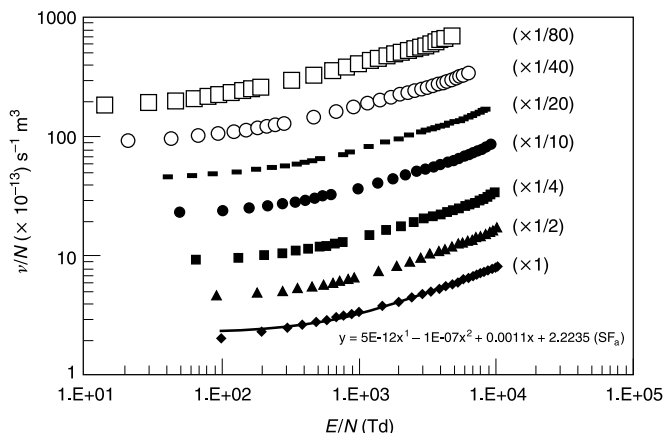 1000
100
10
1
ν/N (× 10⁻¹³) s⁻¹ m³
(×1/80)
(×1/40)
(×1/20)
(×1/10)
(×1/4)
(×1/2)
(×1)
y = 5E-12x¹ − 1E-07x² + 0.0011x + 2.2235 (SFₐ)
1.E+01
1.E+02
1.E+03
1.E+04
1.E+05
E/N (Td)